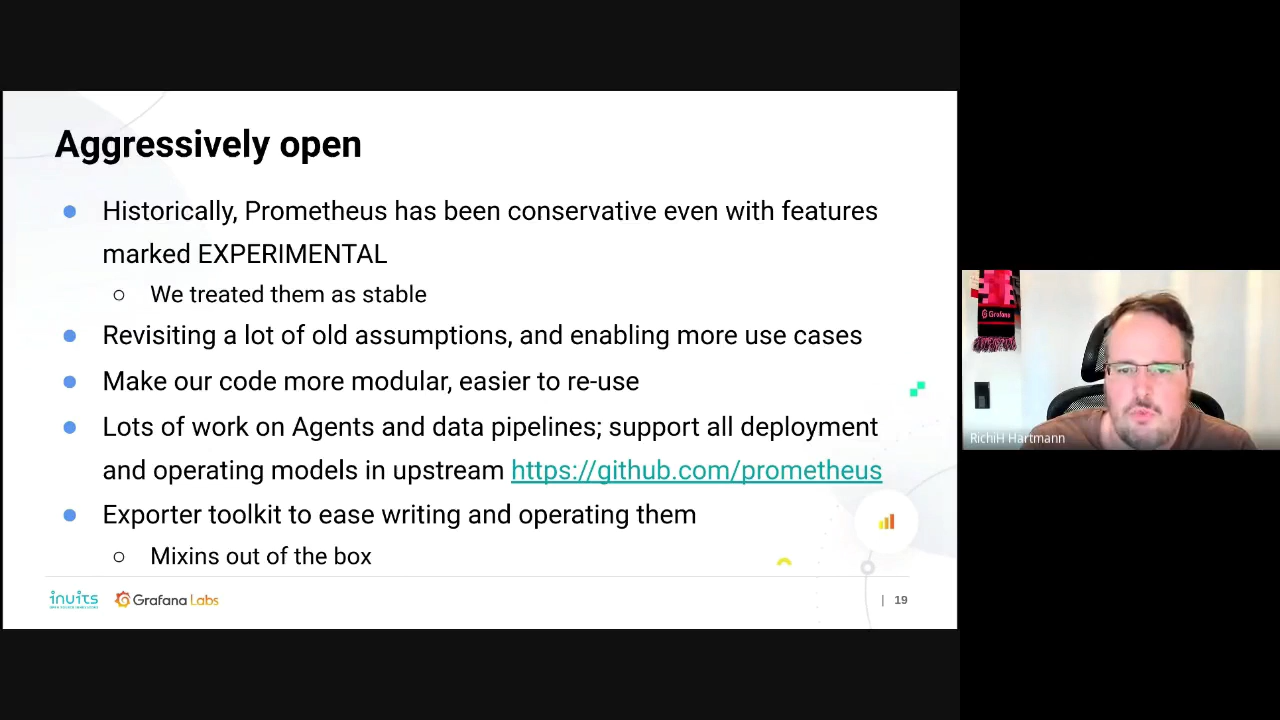 Aggressively open
Historically, Prometheus has been conservative even with features
marked EXPERIMENTAL
We treated them as stable
Revisiting a lot of old assumptions, and enabling more use cases
Make our code more modular, easier to re-use
Lots of work on Agents and data pipelines; support all deployment
and operating models in upstream https://github.com/prometheus
Exporter toolkit to ease writing and operating them
Mixins out of the box
inuits
Grafana Labs
| 19
Grafana
RichiH Hartmann